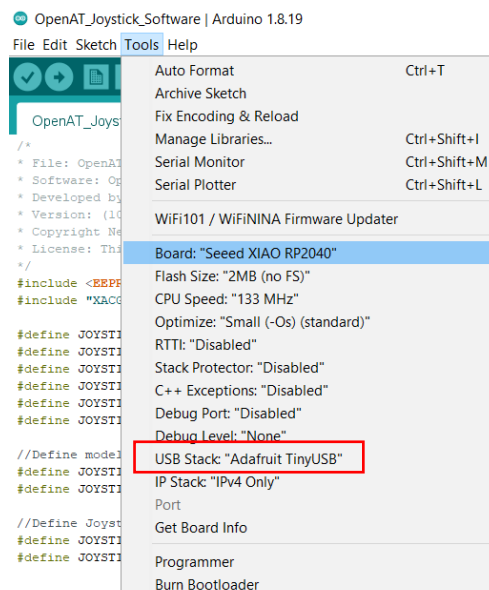 OpenAT_Joystick_Software | Arduino 1.8.19
File Edit Sketch Tools Help
OpenAT_Joys
Auto Format Ctrl+T
Archive Sketch
Fix Encoding & Reload
Manage Libraries... Ctrl+Shift+I
Serial Monitor Ctrl+Shift+M
Serial Plotter Ctrl+Shift+L
WiFi101 / WiFiNINA Firmware Updater
Board: "Seeed XIAO RP2040"
Flash Size: "2MB (no FS)"
CPU Speed: "133 MHz"
Optimize: "Small (-Os) (standard)"
RTTI: "Disabled"
Stack Protector: "Disabled"
C++ Exceptions: "Disabled"
Debug Port: "Disabled"
Debug Level: "None"
USB Stack: "Adafruit TinyUSB"
IP Stack: "IPv4 Only"
Port
Get Board Info
Programmer
Burn Bootloader
/*
* File: OpenAT
* Software: Op
* Developed by
* Version: (10
* Copyright Ne
* License: Thi
*/
#include <EEPR
#include "XACG
#define JOYSTI
#define JOYSTI
#define JOYSTI
#define JOYSTI
#define JOYSTI
#define JOYSTI
//Define model
#define JOYSTI
#define JOYSTI
//Define Joyst
#define JOYSTI
#define JOYSTI